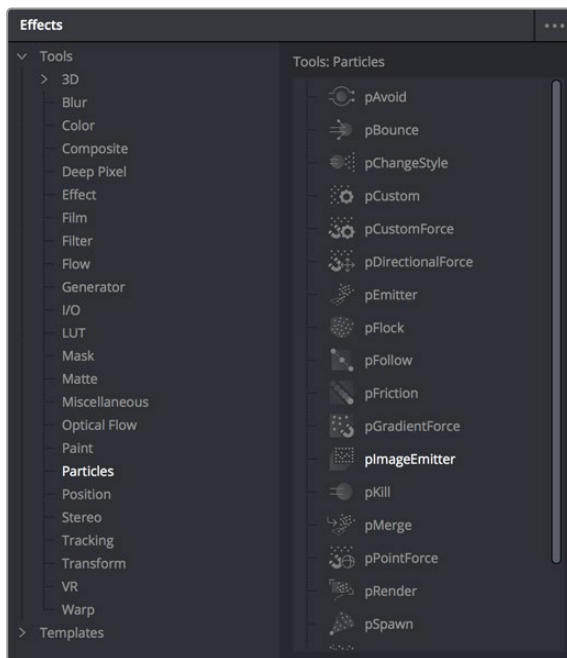 Effects
Tools
3D
Blur
Color
Composite
Deep Pixel
Effect
Film
Filter
Flow
Generator
I/O
LUT
Mask
Matte
Miscellaneous
Optical Flow
Paint
Particles
Position
Stereo
Tracking
Transform
VR
Warp
Templates
Tools: Particles
pAvoid
pBounce
pChangeStyle
pCustom
pCustomForce
pDirectionalForce
pEmitter
pFlock
pFollow
pFriction
pGradientForce
pImageEmitter
pKill
pMerge
pPointForce
pRender
pSpawn